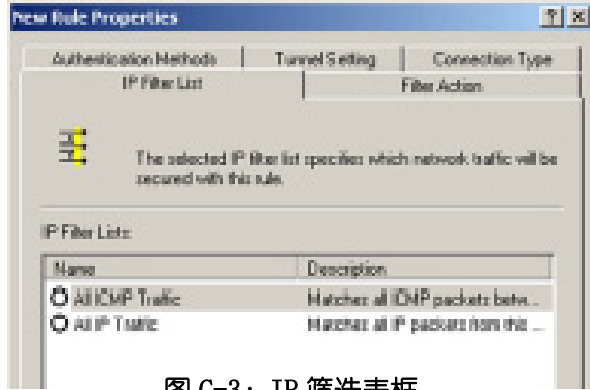 New Rule Properties
Authentication Methods
Tunnel Setting
Connection Type
IP Filter List
Filter Action
The selected IP filter list specifies which network traffic will be
secured with this rule.
IP Filter Lists:
Name
Description
All ICMP Traffic
Matches all ICMP packets betw...
All IP Traffic
Matches all IP packets from this ...
图 C-3: IP 筛选表框